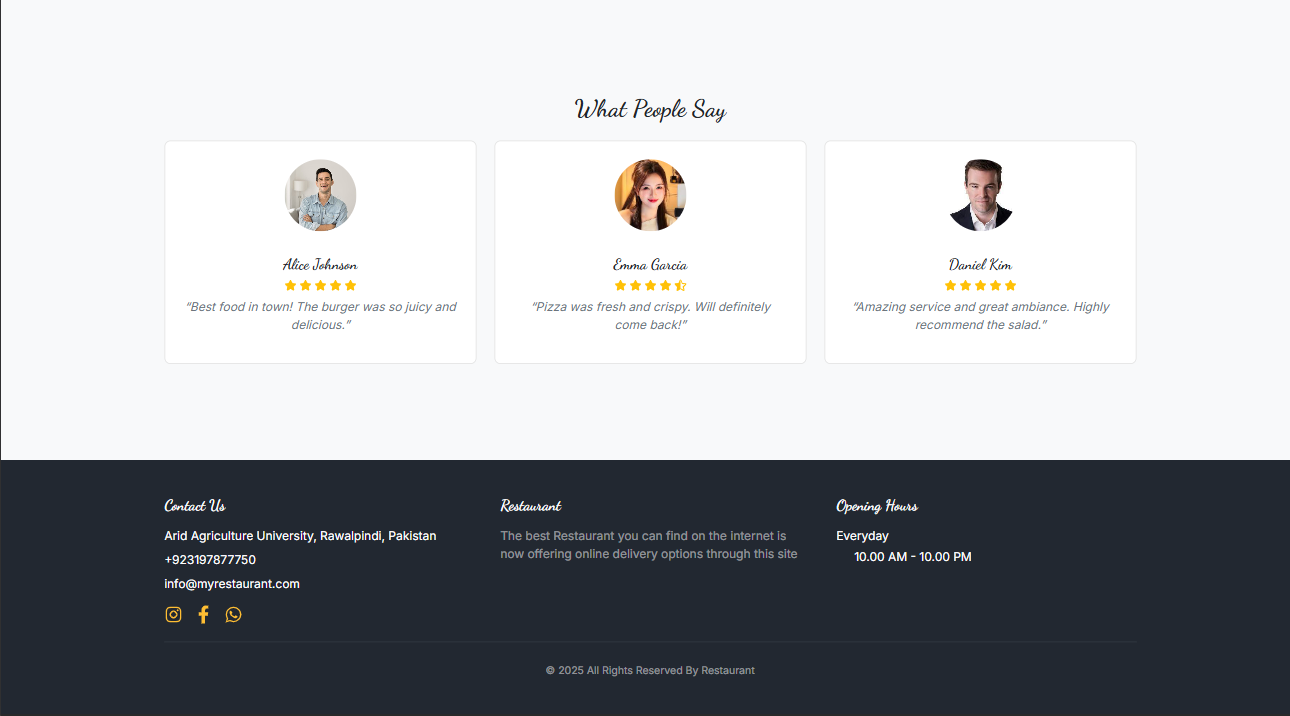 What People Say
Alice Johnson
"Best food in town! The burger was so juicy and
delicious."
Emma Garcia
"Pizza was fresh and crispy. Will definitely
come back!"
Daniel Kim
"Amazing service and great ambiance. Highly
recommend the salad."
Contact Us
Arid Agriculture University, Rawalpindi, Pakistan
+923197877750
info@myrestaurant.com
Restaurant
The best Restaurant you can find on the internet is
now offering online delivery options through this site
Opening Hours
Everyday
10.00 AM - 10.00 PM
© 2025 All Rights Reserved By Restaurant